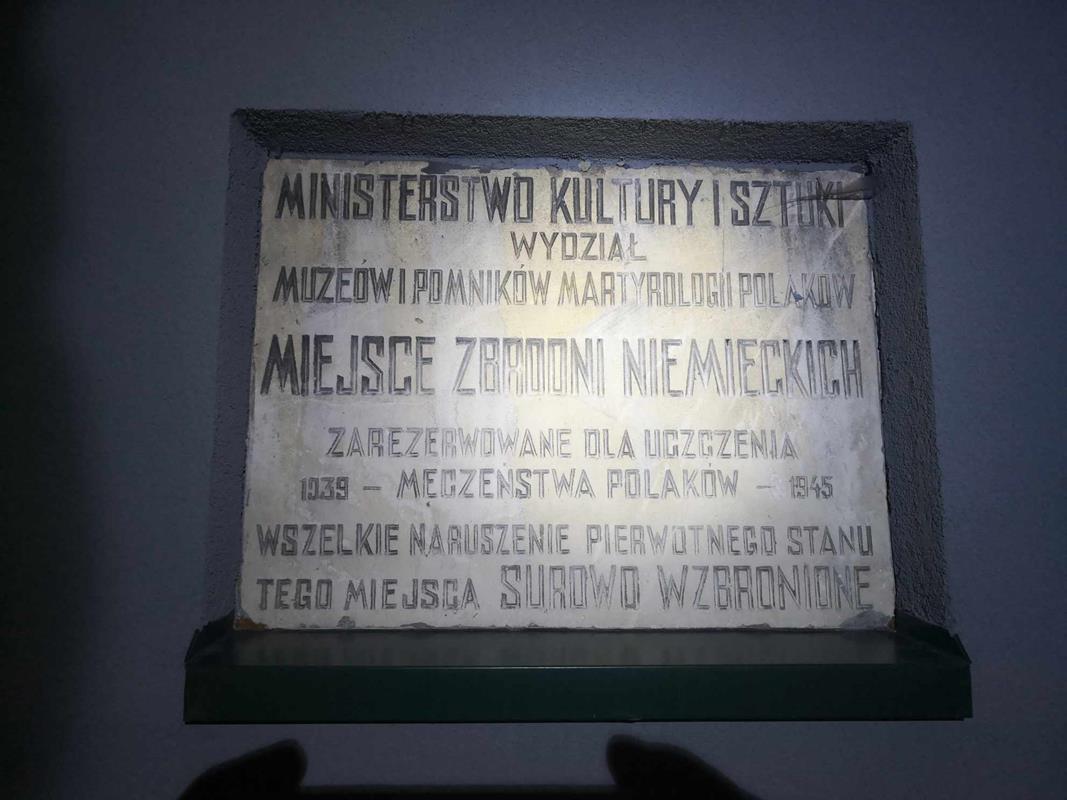 MINISTERSTWO KULTURY I SZTUKI
WYDZIAŁ
MUZEÓW I POMNIKÓW MARTYROLOGII POLAKÓW
MIEJSCE ZBRODNI NIEMIECKICH
ZAREZERWOWANE DLA UCZCZENIA
1939 – MĘCZEŃSTWA POLAKÓW – 1945
WSZELKIE NARUSZENIE PIERWOTNEGO STANU
TEGO MIEJSCA SUROWO WZBRONIONE